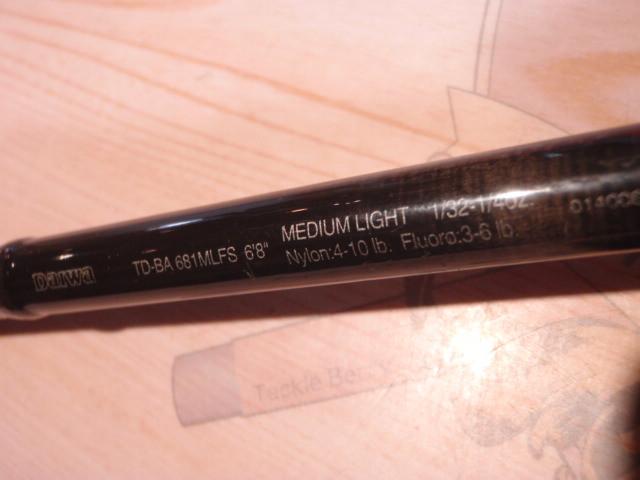 Daiwa TD-BA 681MLFS 6'8" MEDIUM LIGHT 1/32-1/4oz.
Nylon:4-10 lb. Fluoro:3-6 lb.
Tackle Berry